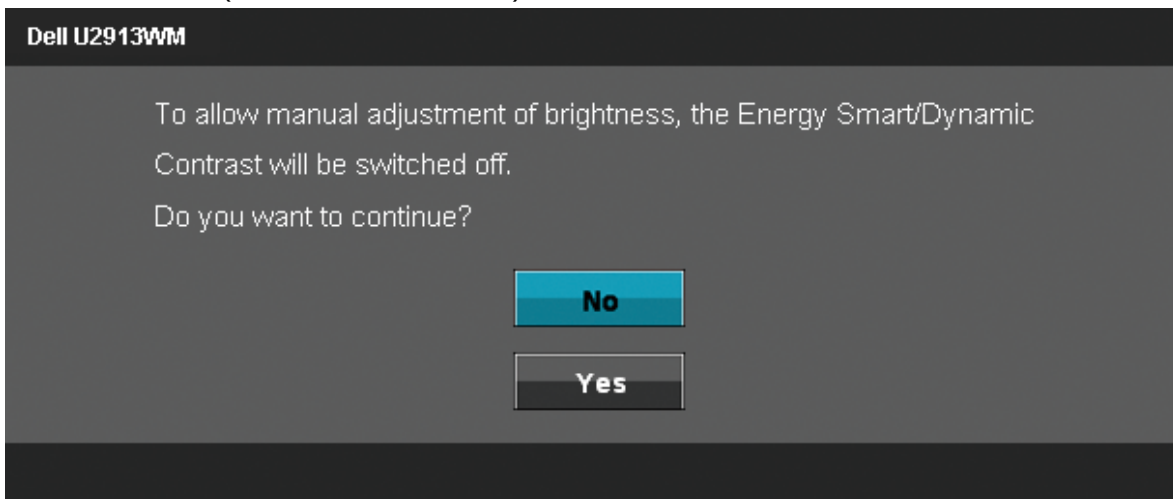 Dell U2913WM
To allow manual adjustment of brightness, the Energy Smart/Dynamic
Contrast will be switched off.
Do you want to continue?
No
Yes